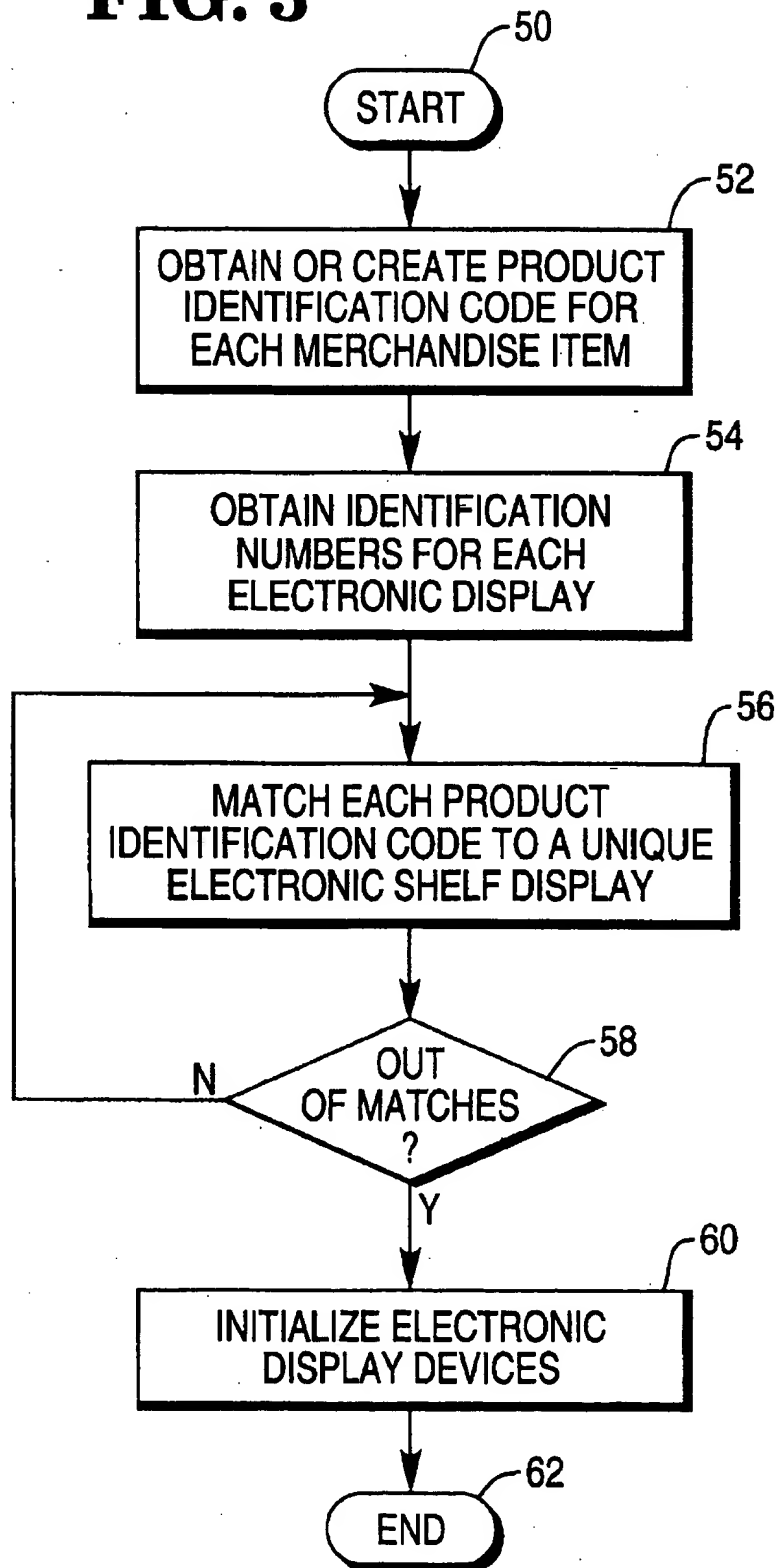 FIG.
50
START
52
OBTAIN OR CREATE PRODUCT
IDENTIFICATION CODE FOR
EACH MERCHANDISE ITEM
54
OBTAIN IDENTIFICATION
NUMBERS FOR EACH
ELECTRONIC DISPLAY
56
MATCH EACH PRODUCT
IDENTIFICATION CODE TO A UNIQUE
ELECTRONIC SHELF DISPLAY
58
OUT
OF MATCHES
?
N
Y
60
INITIALIZE ELECTRONIC
DISPLAY DEVICES
62
END